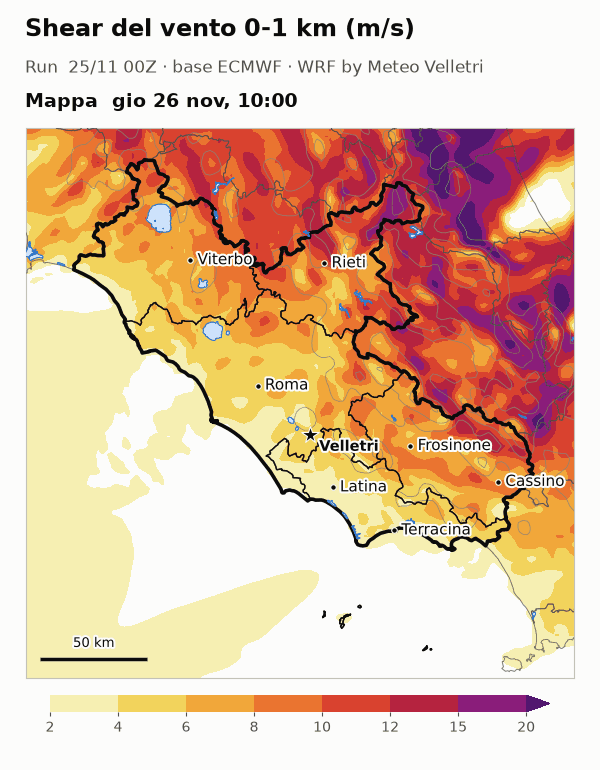 Shear del vento 0-1 km (m/s)
Run  25/11 00Z · base ECMWF · WRF by Meteo Velletri
Mappa  gio 26 nov, 10:00
Viterbo
Rieti
Roma
Velletri
Frosinone
Cassino
Latina
Terracina
50 km
2 4 6 8 10 12 15 20